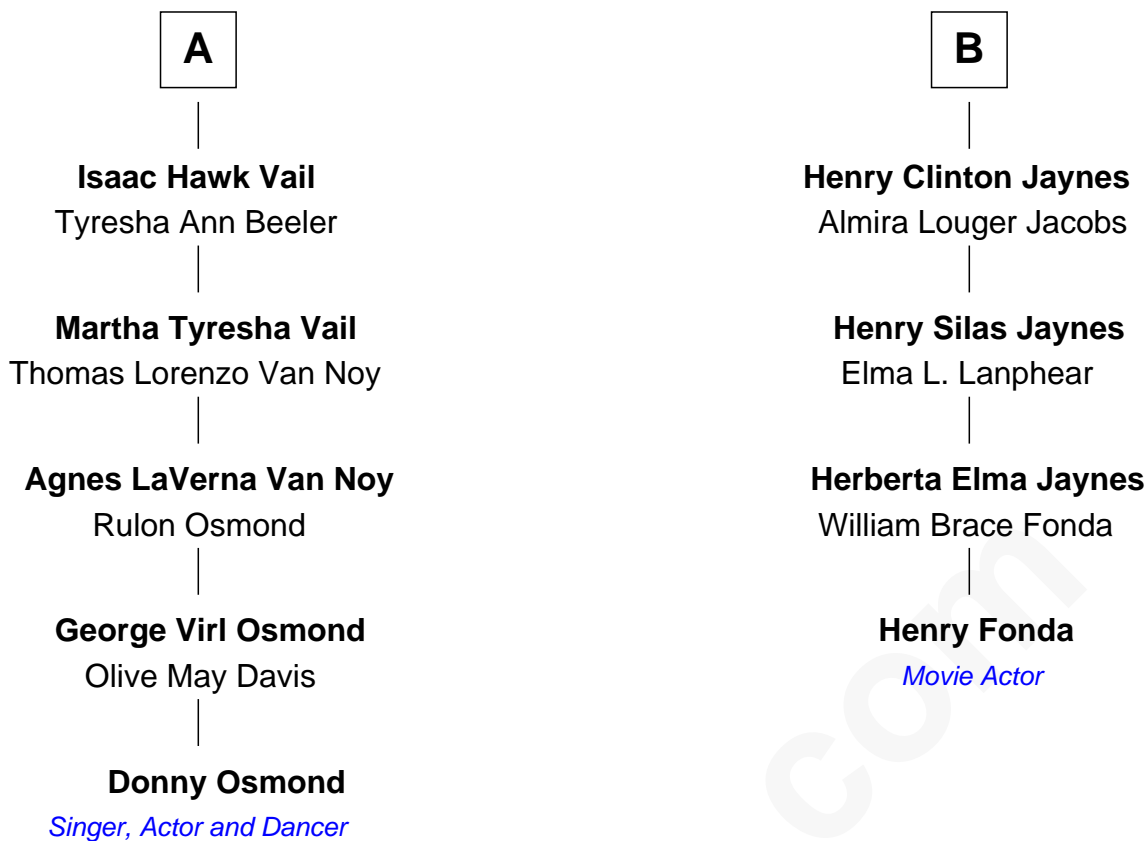 A
Isaac Hawk Vail
Tyresha Ann Beeler
Martha Tyresha Vail
Thomas Lorenzo Van Noy
Agnes LaVerna Van Noy
Rulon Osmond
George Virl Osmond
Olive May Davis
Donny Osmond
Singer, Actor and Dancer
B
Henry Clinton Jaynes
Almira Louger Jacobs
Henry Silas Jaynes
Elma L. Lanphear
Herberta Elma Jaynes
William Brace Fonda
Henry Fonda
Movie Actor
com